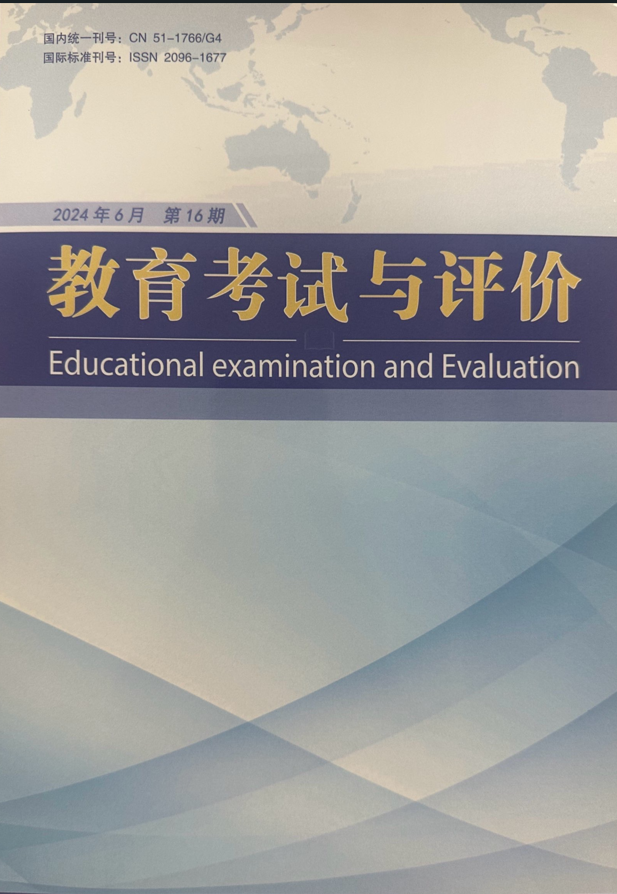 国内统一刊号：CN 51-1766/G4
国际标准刊号：ISSN 2096-1677
2024年6月 第16期
教育考试与评价
Educational examination and Evaluation